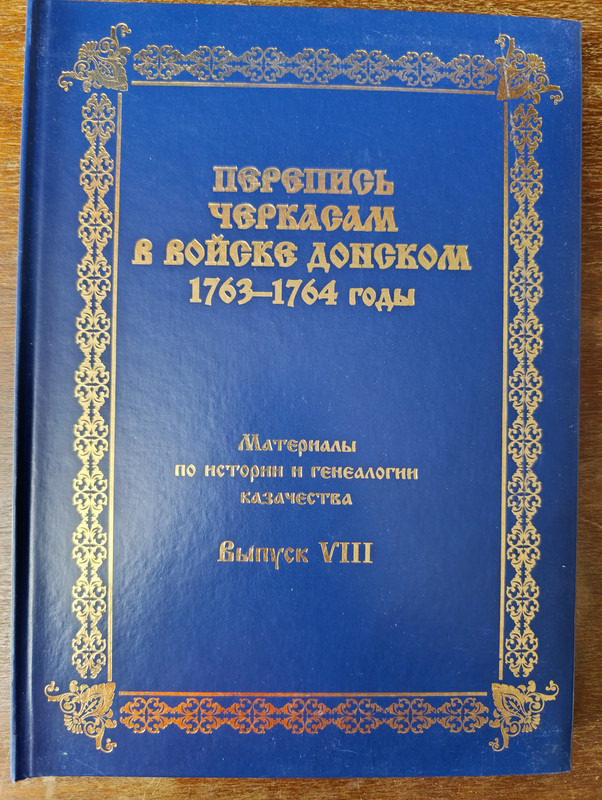 ПЕРЕПИСЬ
ЧЕРКАСАМ
В ВОЙСКЕ ДОНСКОМ
1763–1764 ГОДЫ
Материалы
по истории и генеалогии
казачества
Выпуск VIII